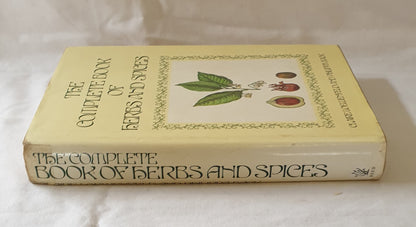 THE
COMPLETE BOOK
OF
HERBS AND SPICES
THE COMPLETE
BOOK OF HERBS AND SPICES